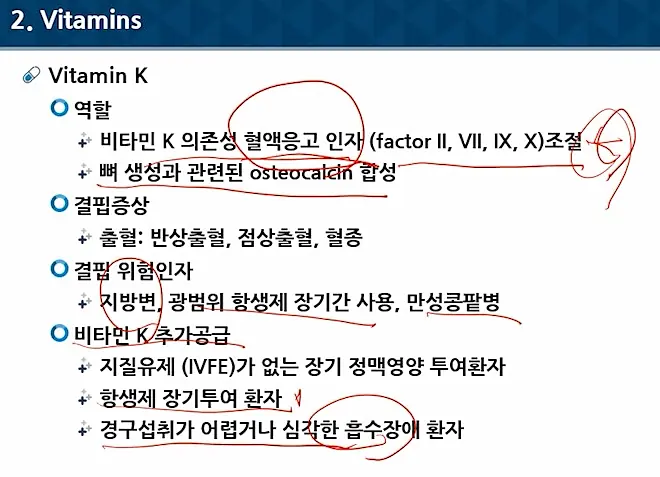 2. Vitamins
Vitamin K
역할
비타민 K 의존성 혈액응고 인자 (factor II, VII, IX, X)조절
뼈 생성과 관련된 osteocalcin 합성
결핍증상
출혈: 반상출혈, 점상출혈, 혈종
결핍 위험인자
지방변, 광범위 항생제 장기간 사용, 만성콩팥병
비타민 K 추가공급
지질유제 (IVFE)가 없는 장기 정맥영양 투여환자
항생제 장기투여 환자
경구섭취가 어렵거나 심각한 흡수장애 환자